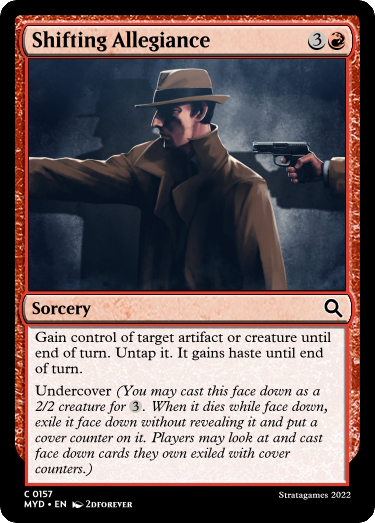 Shifting Allegiance 3
Sorcery
Gain control of target artifact or creature until
end of turn. Untap it. It gains haste until end
of turn.
Undercover (You may cast this face down as a
2/2 creature for 3. When it dies while face down,
exile it face down without revealing it and put a
cover counter on it. Players may look at and cast
face down cards they own exiled with cover
counters.)
C 0157
Stratagames 2022
MYD • EN 2DFOREVER